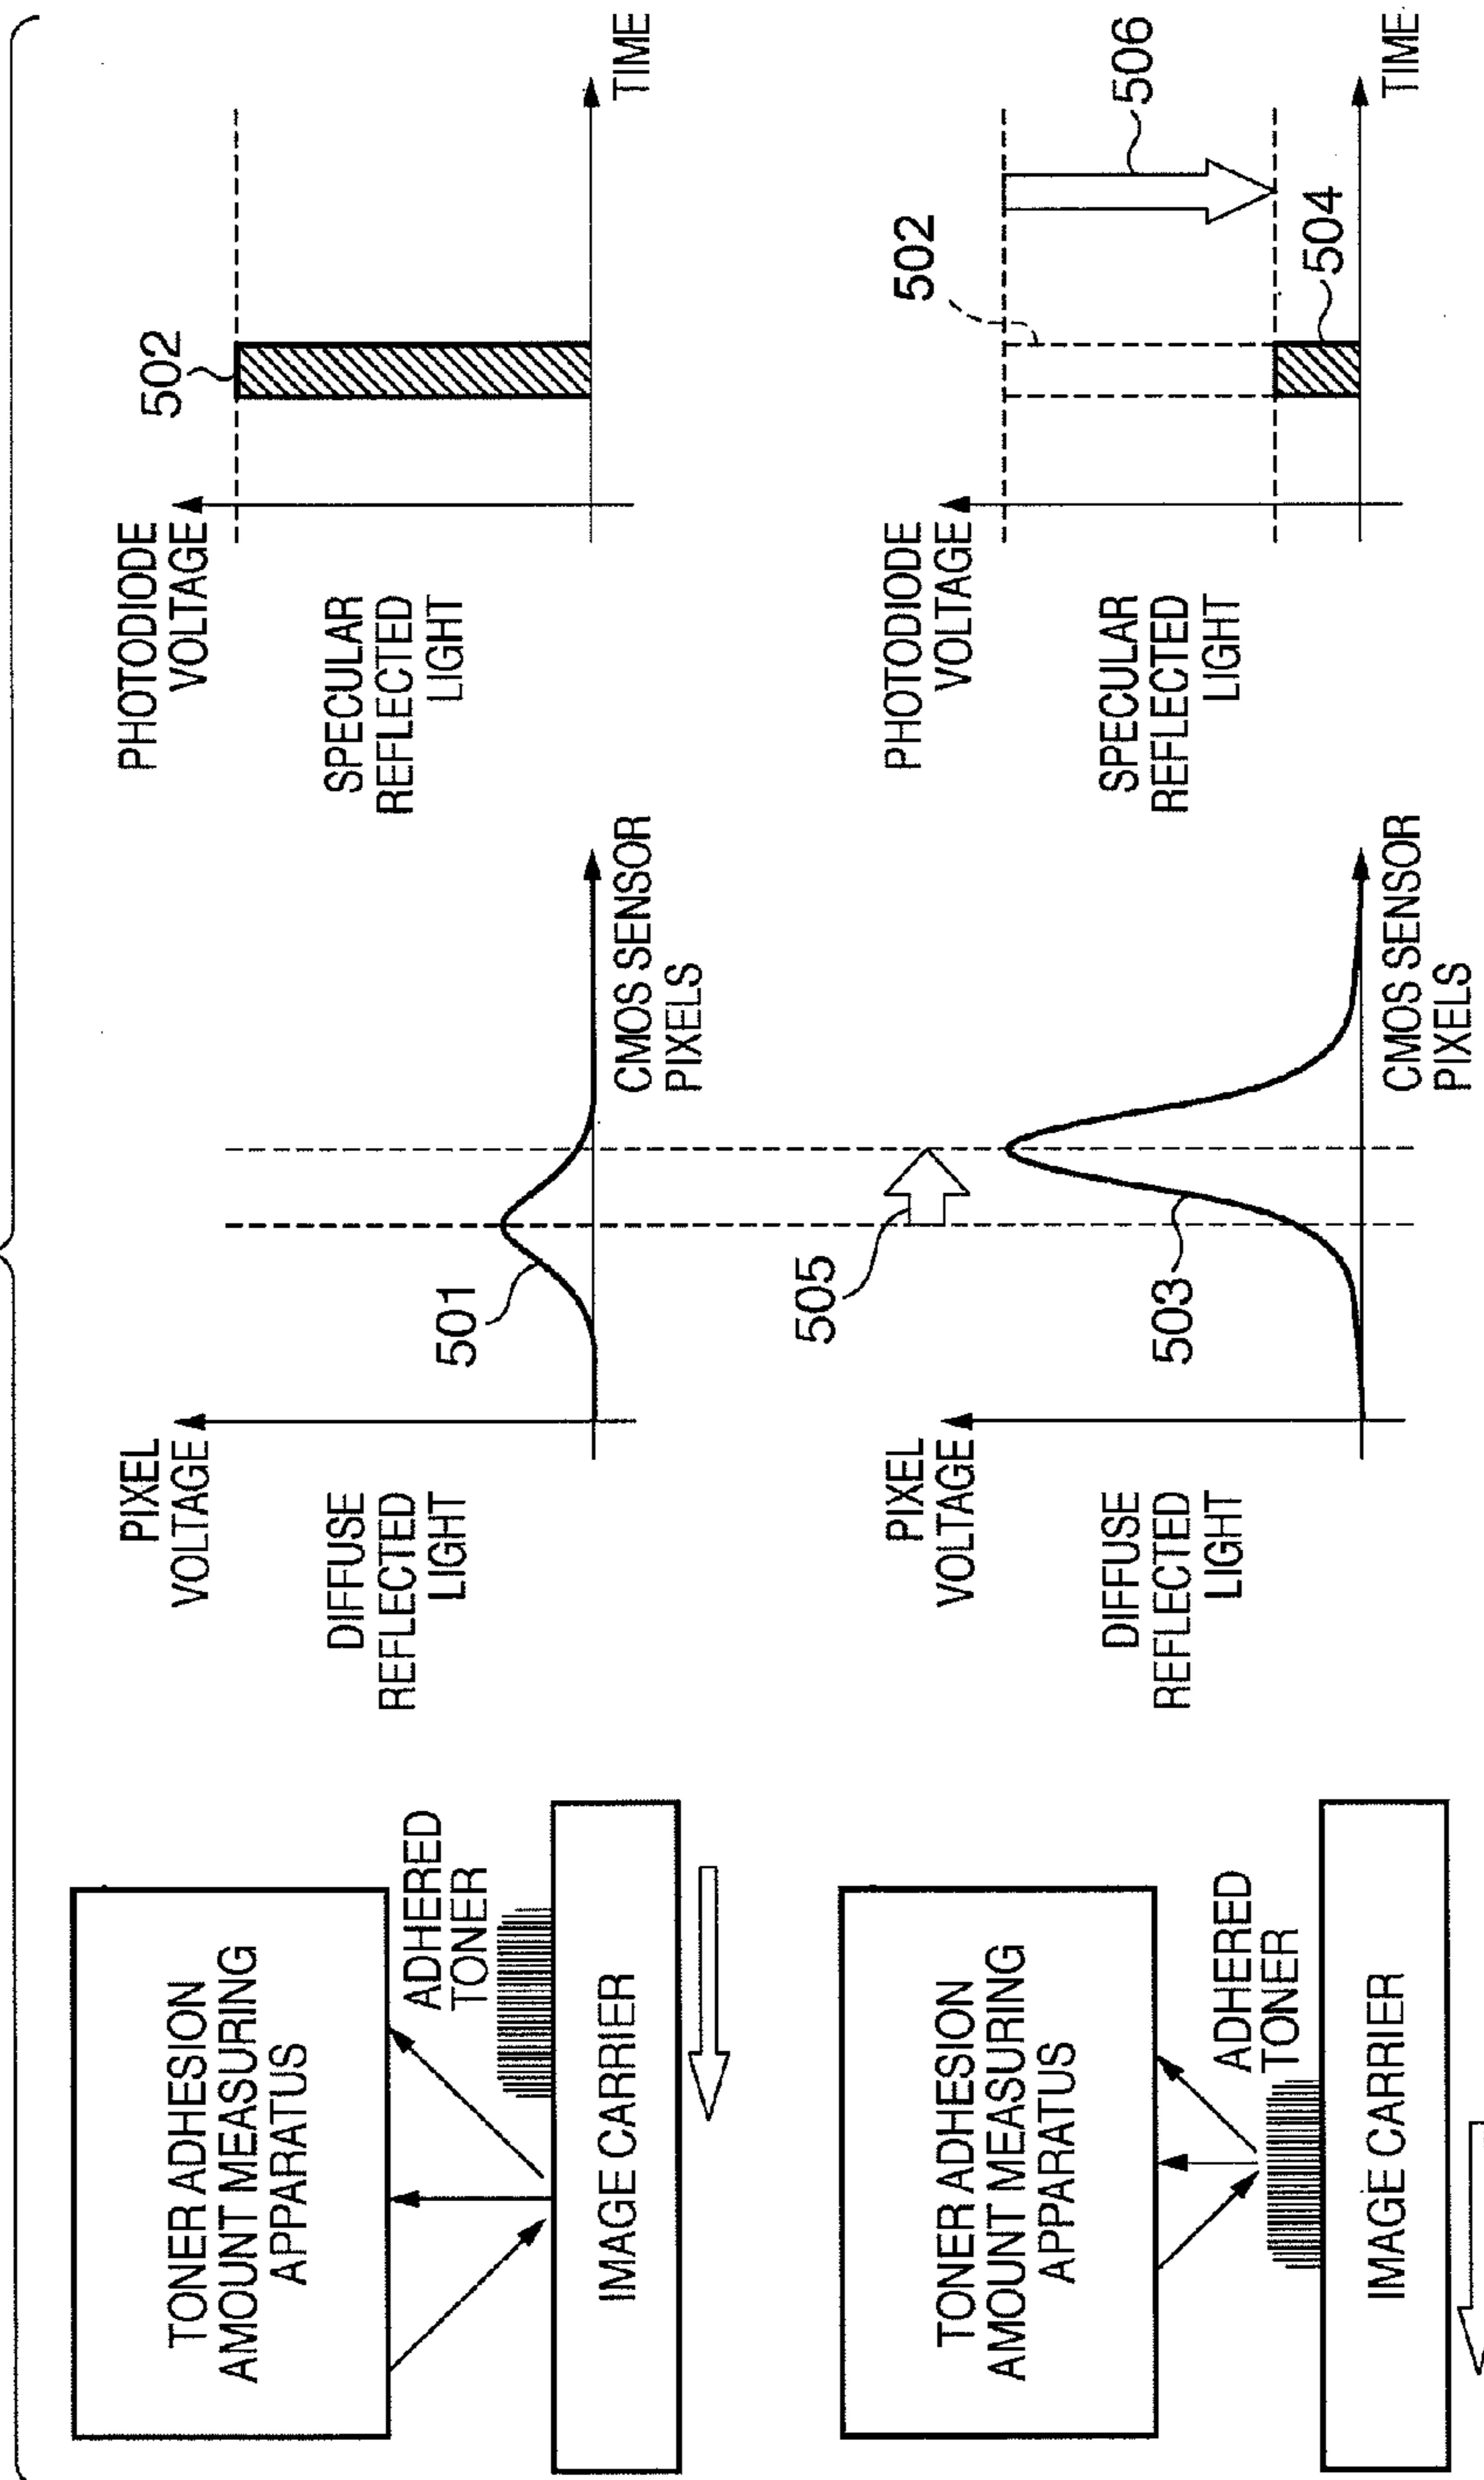 TONER ADHESION
AMOUNT MEASURING
APPARATUS
ADHERED
TONER
IMAGE CARRIER
PIXEL
VOLTAGE
DIFFUSE
REFLECTED
LIGHT
501
CMOS SENSOR
PIXELS
PHOTODIODE
VOLTAGE
SPECULAR
REFLECTED
LIGHT
502
TIME
TONER ADHESION
AMOUNT MEASURING
APPARATUS
ADHERED
TONER
IMAGE CARRIER
PIXEL
VOLTAGE
DIFFUSE
REFLECTED
LIGHT
505
503
CMOS SENSOR
PIXELS
PHOTODIODE
VOLTAGE
SPECULAR
REFLECTED
LIGHT
502
506
504
TIME